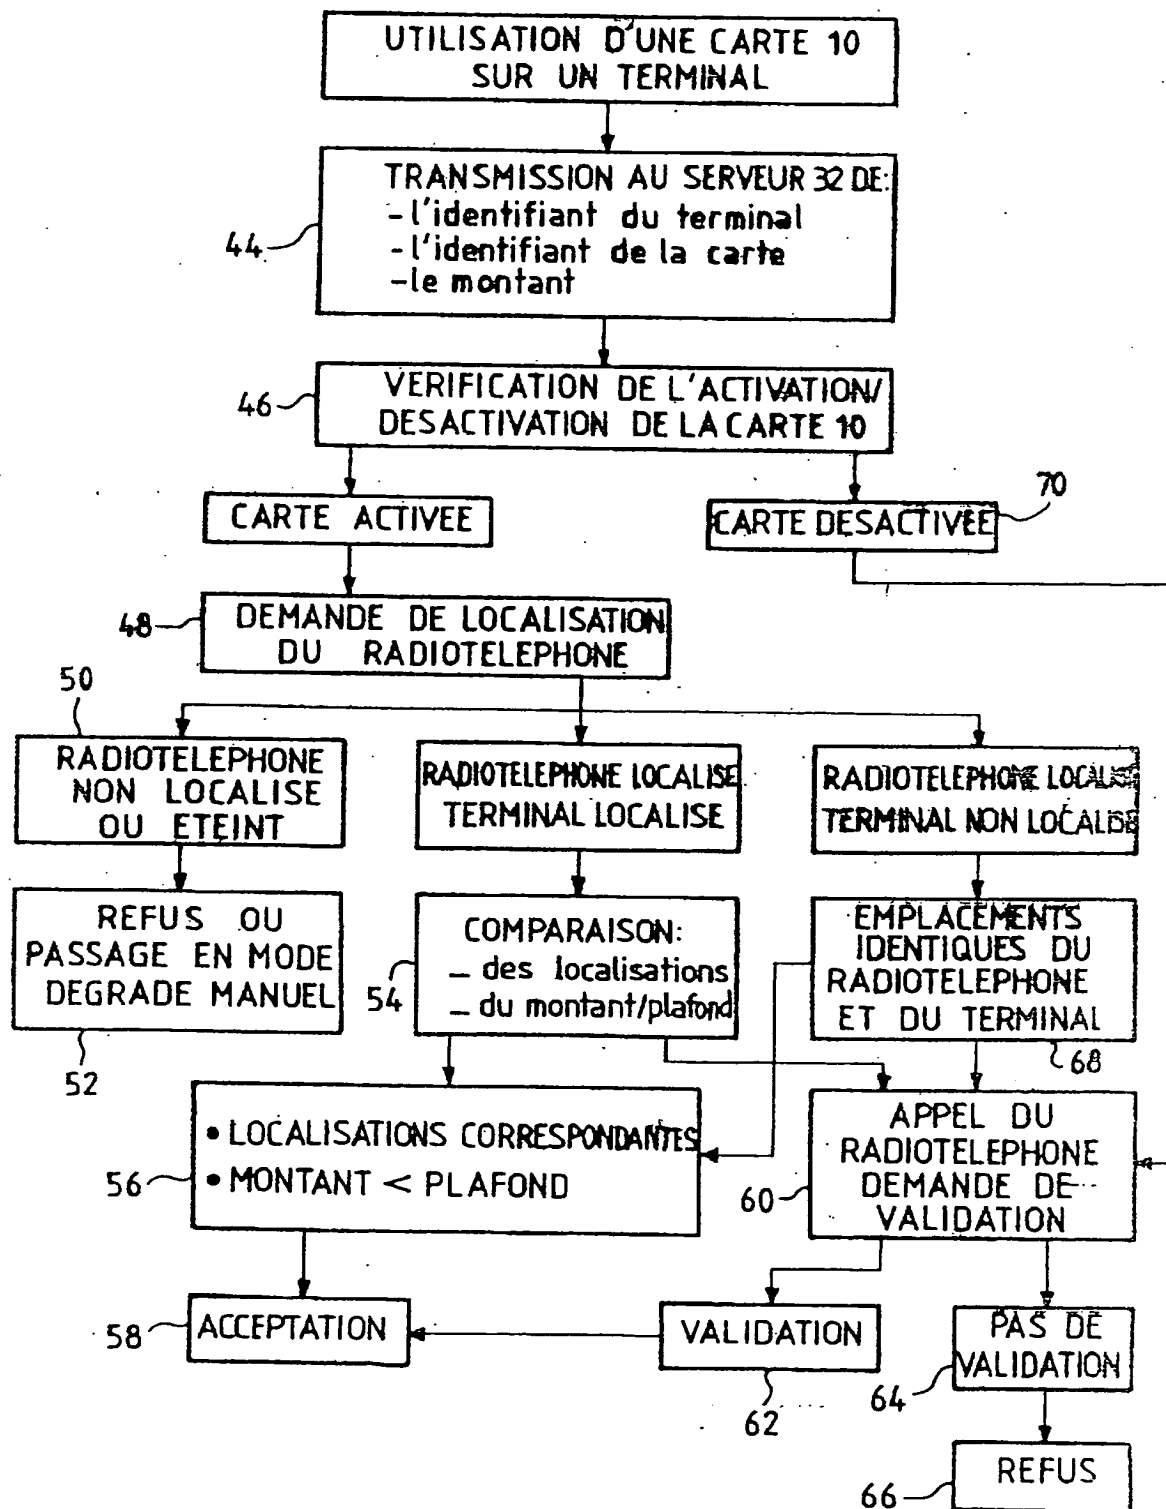 UTILISATION D'UNE CARTE 10
SUR UN TERMINAL
TRANSMISSION AU SERVEUR 32 DE:
-l'identifiant du terminal
-l'identifiant de la carte
-le montant
44
VERIFICATION DE L'ACTIVATION/
DESACTIVATION DE LA CARTE 10
46
CARTE ACTIVEE
CARTE DESACTIVÉE
70
DEMANDE DE LOCALISATION
DU RADIOTELEPHONE
48
50
RADIOTELEPHONE
NON LOCALISE
OU ETEINT
RADIOTELEPHONE LOCALISE
TERMINAL LOCALISE
RADIOTELEPHONE LOCALISE
TERMINAL NON LOCALISE
REFUS OU
PASSAGE EN MODE
DEGRADE MANUEL
52
COMPARAISON:
– des localisations
– du montant/plafond
54
EMPLACEMENTS
IDENTIQUES DU
RADIOTELEPHONE
ET DU TERMINAL
68
• LOCALISATIONS CORRESPONDANTES
• MONTANT < PLAFOND
56
APPEL DU
RADIOTELEPHONE
DEMANDE DE
VALIDATION
60
ACCEPTATION
58
VALIDATION
62
PAS DE
VALIDATION
64
REFUS
66